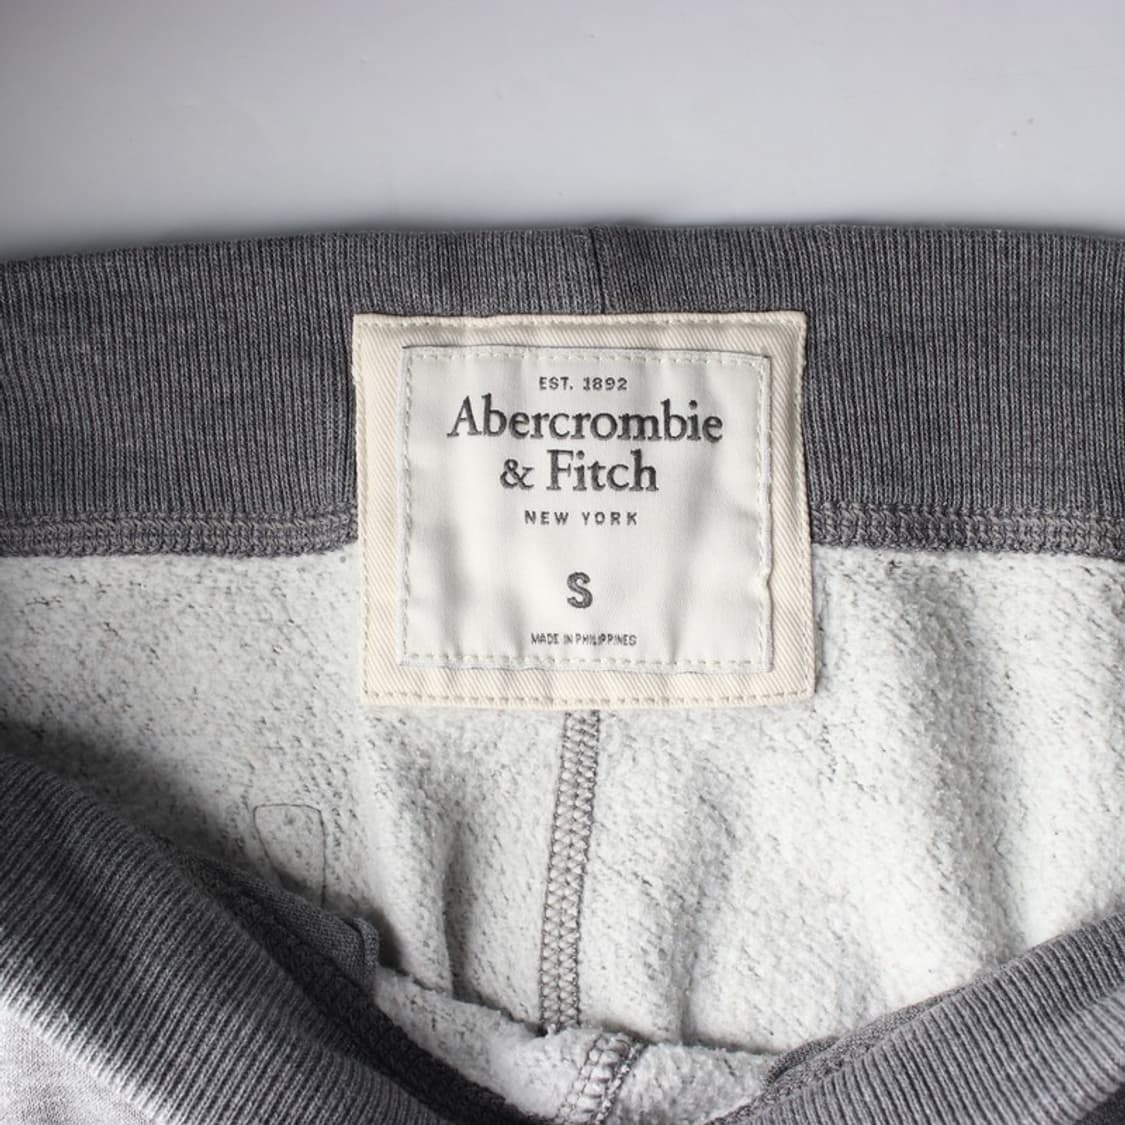 EST. 1892
Abercrombie
& Fitch
NEW YORK
S
MADE IN PHILIPPINES